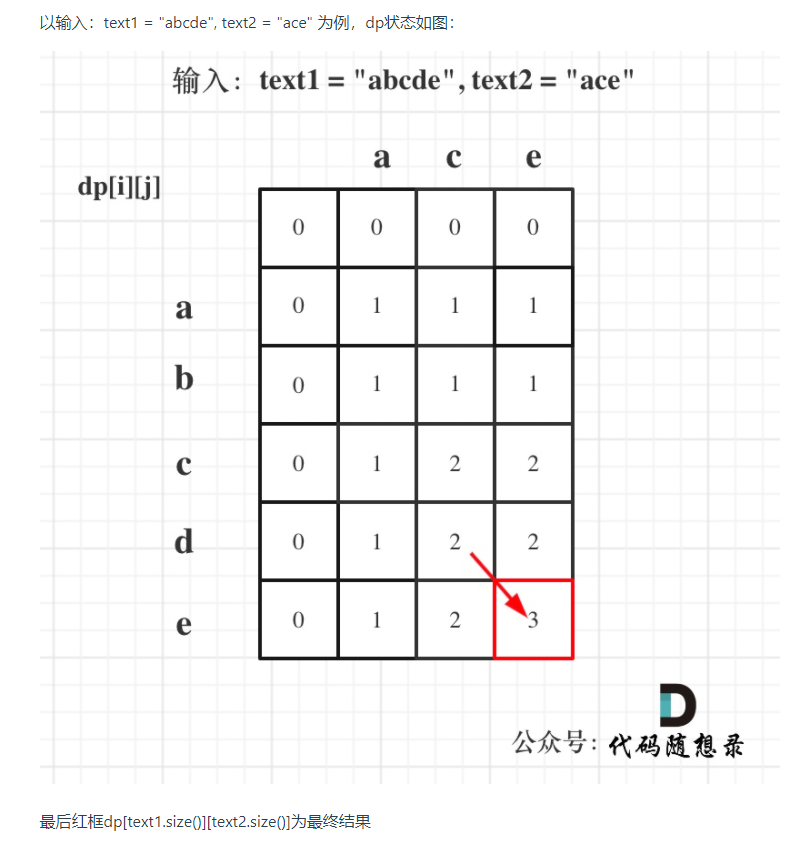 以输入：text1 = "abcde", text2 = "ace" 为例，dp状态如图：
输入：text1 = "abcde", text2 = "ace"
a c e
dp[i][j]
0 0 0 0
a 0 1 1 1
b 0 1 1 1
c 0 1 2 2
d 0 1 2 2
e 0 1 2 3
公众号：代码随想录
最后红框dp[text1.size()][text2.size()]为最终结果